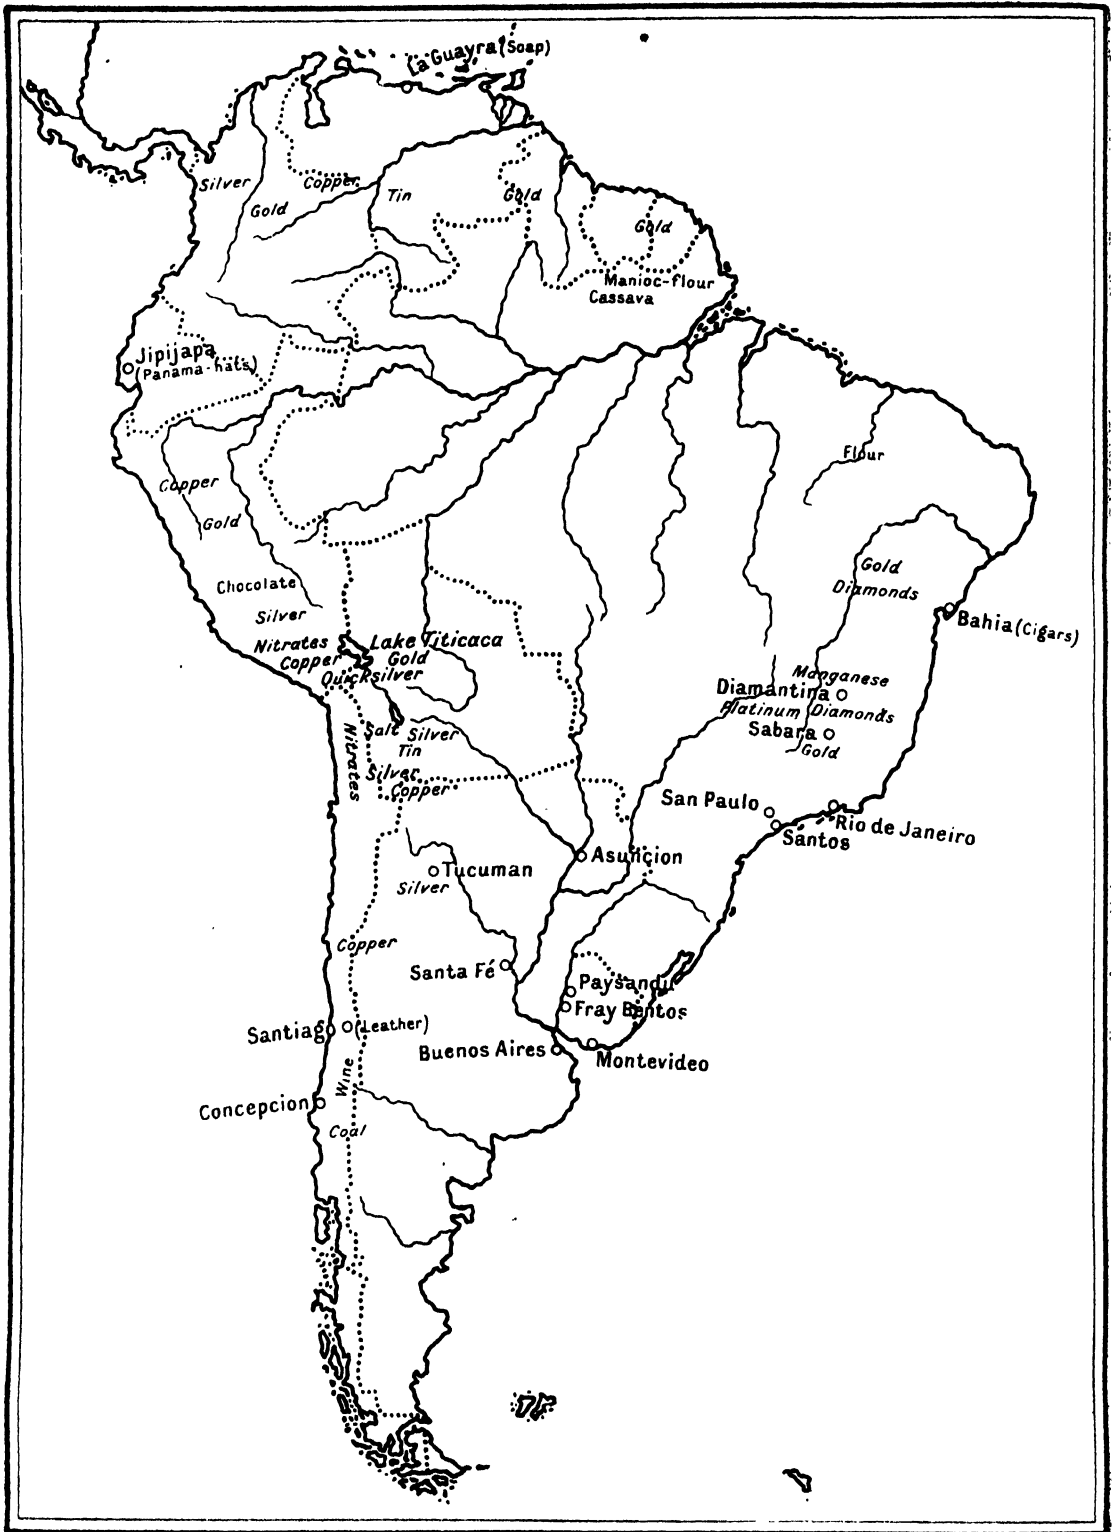 La Guayra (Soap)
Silver
Copper
Tin
Gold
Gold
Gold
Manioc-flour
Cassava
Jipijapa
(Panama-hats)
Flour
Copper
Gold
Gold
Diamonds
Chocolate
Silver
Bahia (Cigars)
Nitrates
Lake Titicaca
Copper
Gold
Quicksilver
Manganese
Diamantina
Platinum Diamonds
Sabara
Gold
Nitrates
Salt Silver
Tin
Silver
Copper
San Paulo
Rio de Janeiro
Santos
Asuncion
Tucuman
Silver
Copper
Santa Fé
Paysandu
Fray Bentos
Santiago (Leather)
Buenos Aires
Montevideo
Wine
Concepcion
Coal